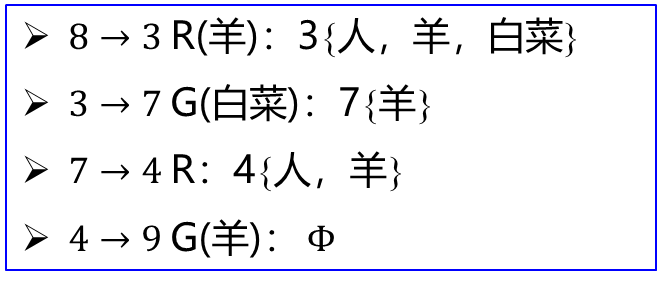 ➢ 8 → 3 R(羊)：3{人，羊，白菜}
➢ 3 → 7 G(白菜)：7{羊}
➢ 7 → 4 R：4{人，羊}
➢ 4 → 9 G(羊)： Φ